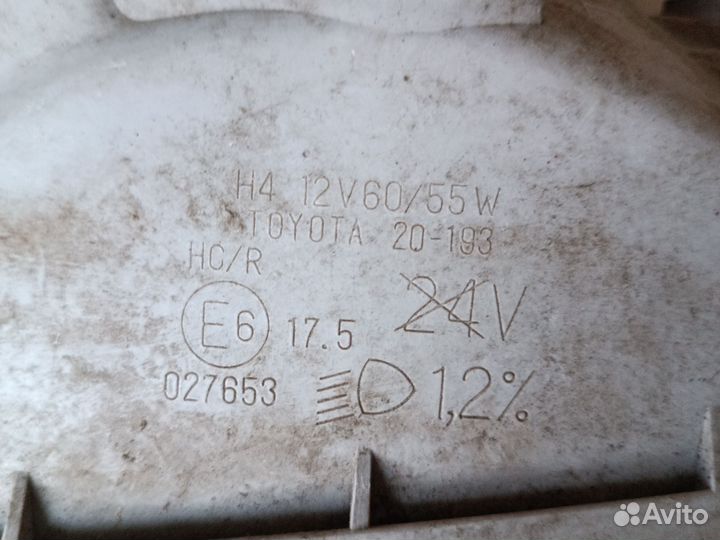 H4 12V60/55W
TOYOTA 20-193
HC/R
E6 17.5 24V
027653 1,2%
Avito